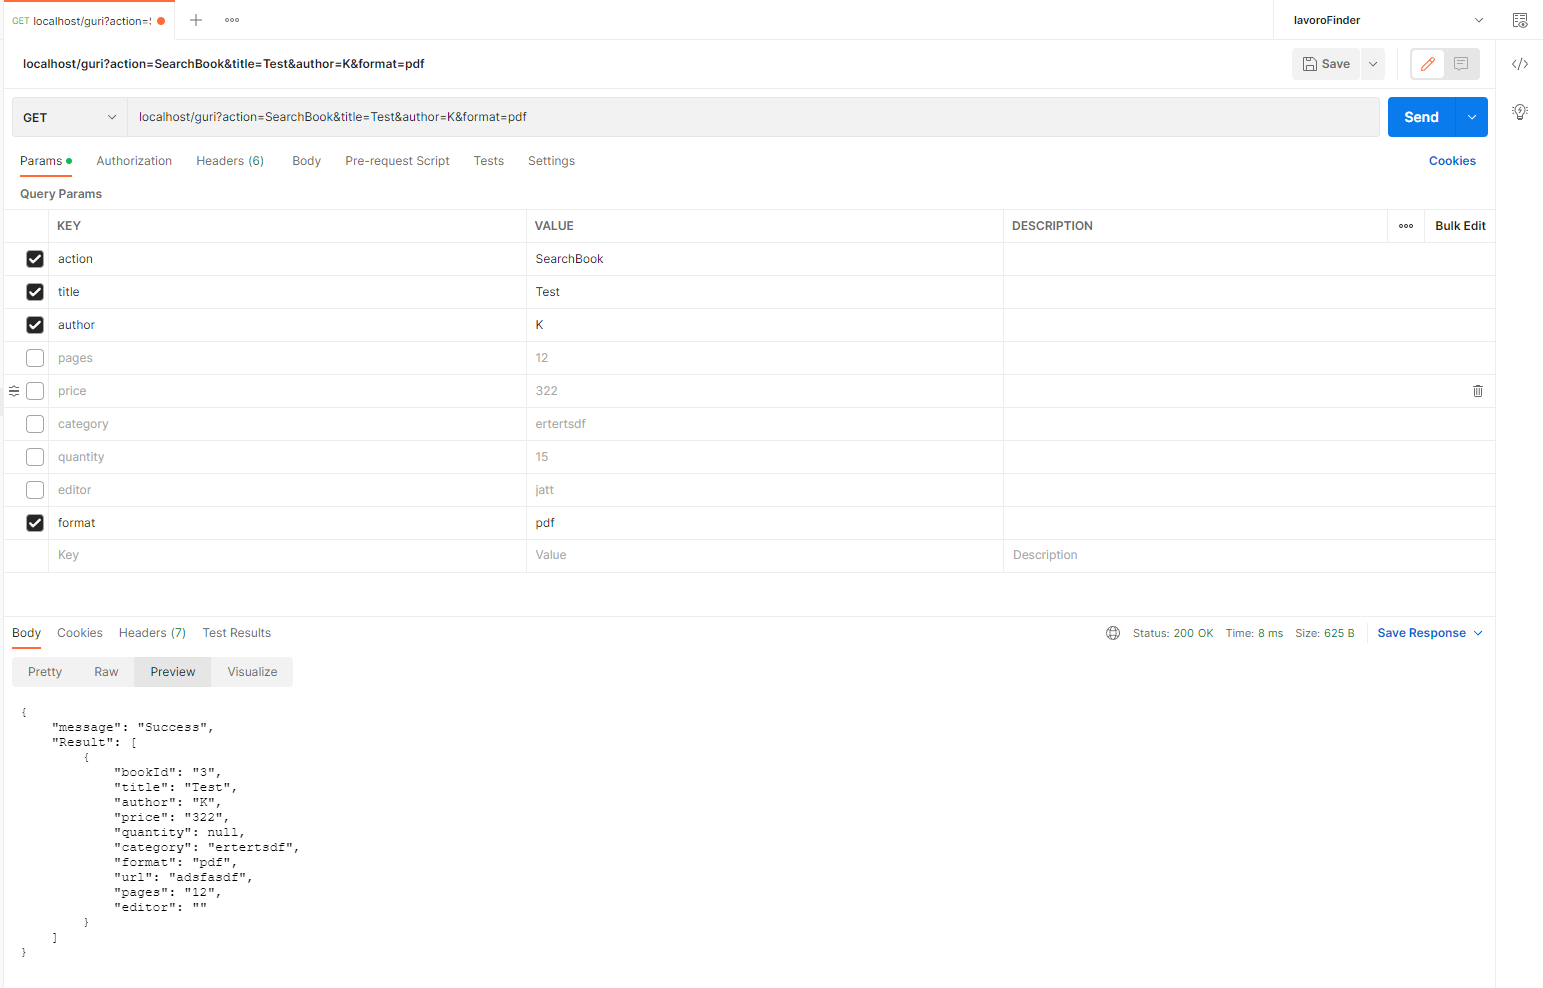 GET localhost/guri?action=S
lavoroFinder
localhost/guri?action=SearchBook&title=Test&author=K&format=pdf
Save
GET localhost/guri?action=SearchBook&title=Test&author=K&format=pdf Send
Params Authorization Headers (6) Body Pre-request Script Tests Settings Cookies
Query Params
KEY VALUE DESCRIPTION Bulk Edit
action SearchBook
title Test
author K
pages 12
price 322
category ertertsdf
quantity 15
editor jatt
format pdf
Key Value Description
Body Cookies Headers (7) Test Results Status: 200 OK Time: 8 ms Size: 625 B Save Response
Pretty Raw Preview Visualize
{
"message": "Success",
"Result": [
{
"bookId": "3",
"title": "Test",
"author": "K",
"price": "322",
"quantity": null,
"category": "ertertsdf",
"format": "pdf",
"url": "adsfasdf",
"pages": "12",
"editor": ""
}
]
}